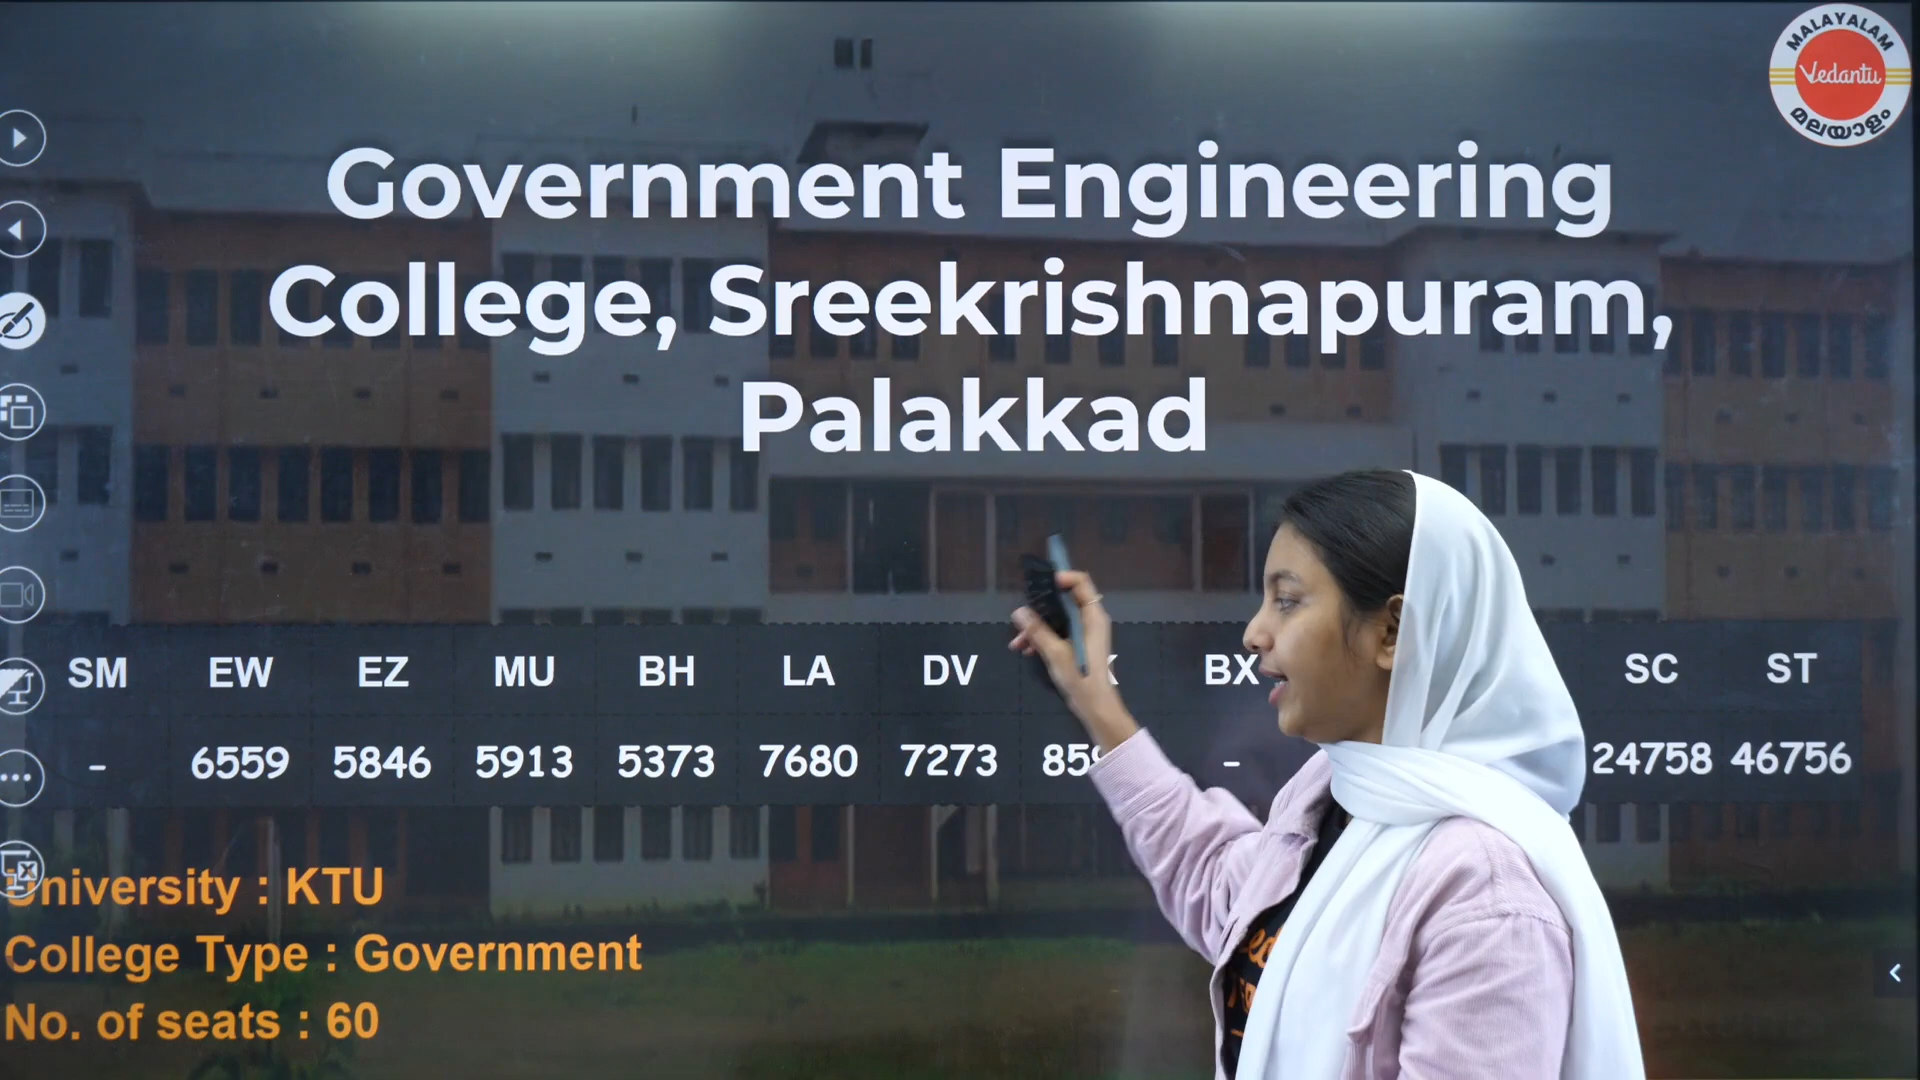 MALAYALAM
Vedantu
മലയാളം
Government Engineering
College, Sreekrishnapuram,
Palakkad
SM EW EZ MU BH LA DV BX SC ST
- 6559 5846 5913 5373 7680 7273 - 24758 46756
University : KTU
College Type : Government
No. of seats : 60